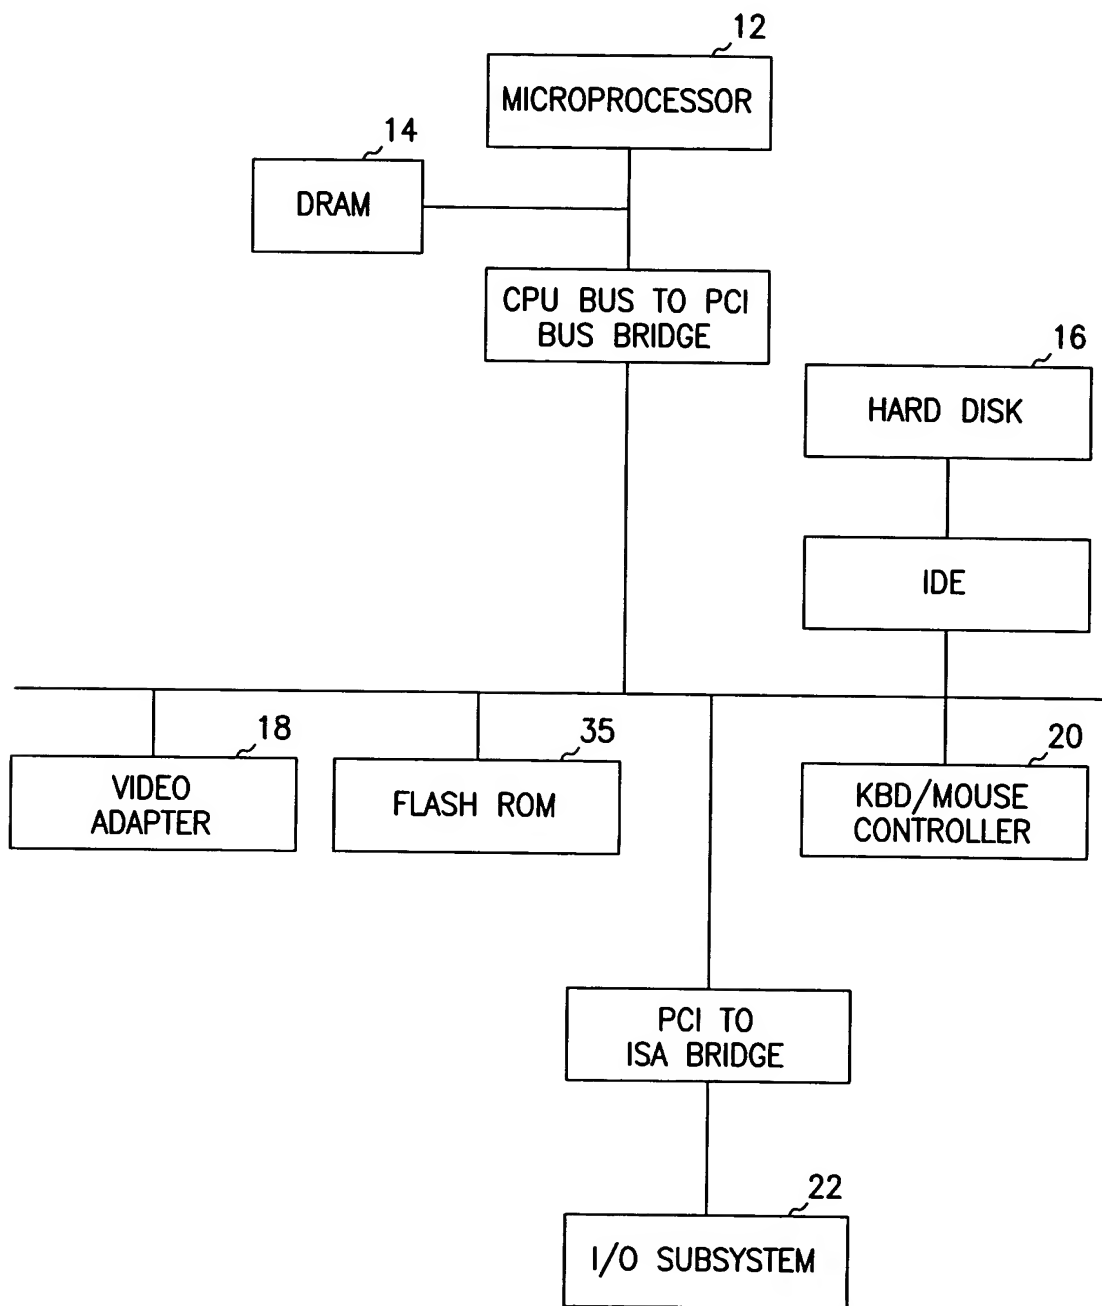 12
MICROPROCESSOR
14
DRAM
CPU BUS TO PCI
BUS BRIDGE
16
HARD DISK
IDE
18
VIDEO
ADAPTER
35
FLASH ROM
20
KBD/MOUSE
CONTROLLER
PCI TO
ISA BRIDGE
22
I/O SUBSYSTEM